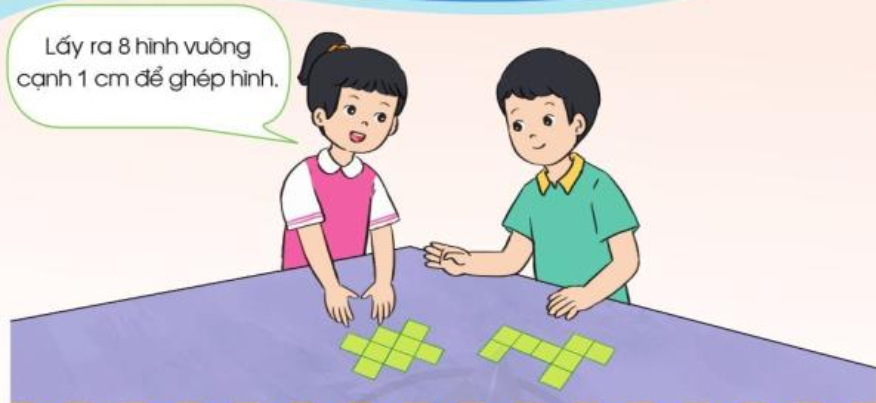 Lấy ra 8 hình vuông
cạnh 1 cm để ghép hình.